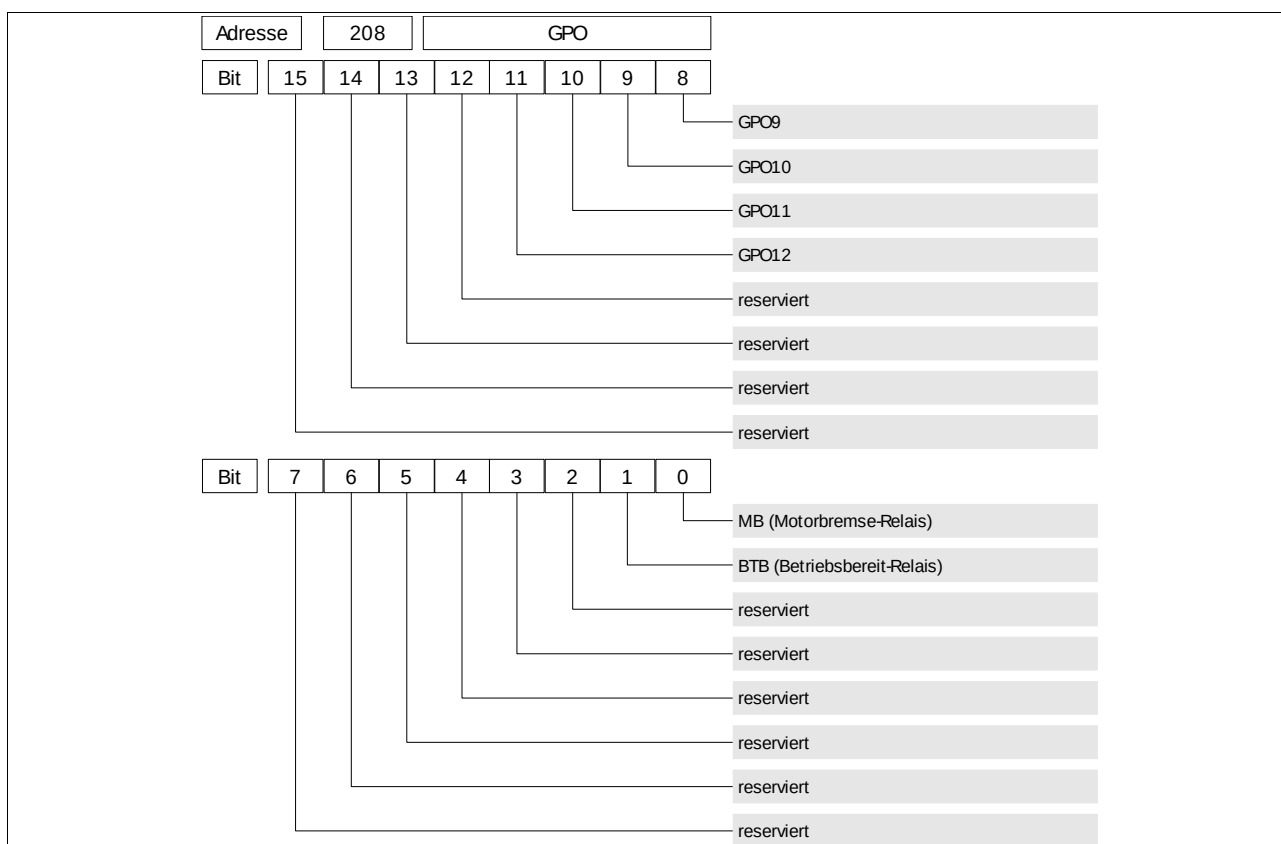 Adresse 208 GPO
Bit 15 14 13 12 11 10 9 8
GPO9
GPO10
GPO11
GPO12
reserviert
reserviert
reserviert
reserviert
Bit 7 6 5 4 3 2 1 0
MB (Motorbremse-Relais)
BTB (Betriebsbereit-Relais)
reserviert
reserviert
reserviert
reserviert
reserviert
reserviert